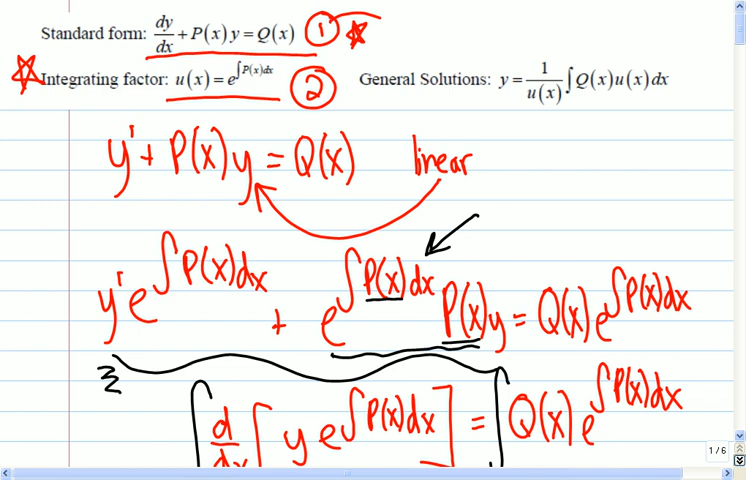 Standard form: dy/dx + P(x)y = Q(x) ①
Integrating factor: u(x) = e^{∫P(x)dx} ② General Solutions: y = 1/u(x) ∫Q(x)u(x)dx
y' + P(x)y = Q(x) linear
y'e^{∫P(x)dx} + e^{∫P(x)dx} P(x)y = Q(x)e^{∫P(x)dx}
∫ d/dx [ye^{∫P(x)dx}] = ∫ Q(x)e^{∫P(x)dx}
1/6